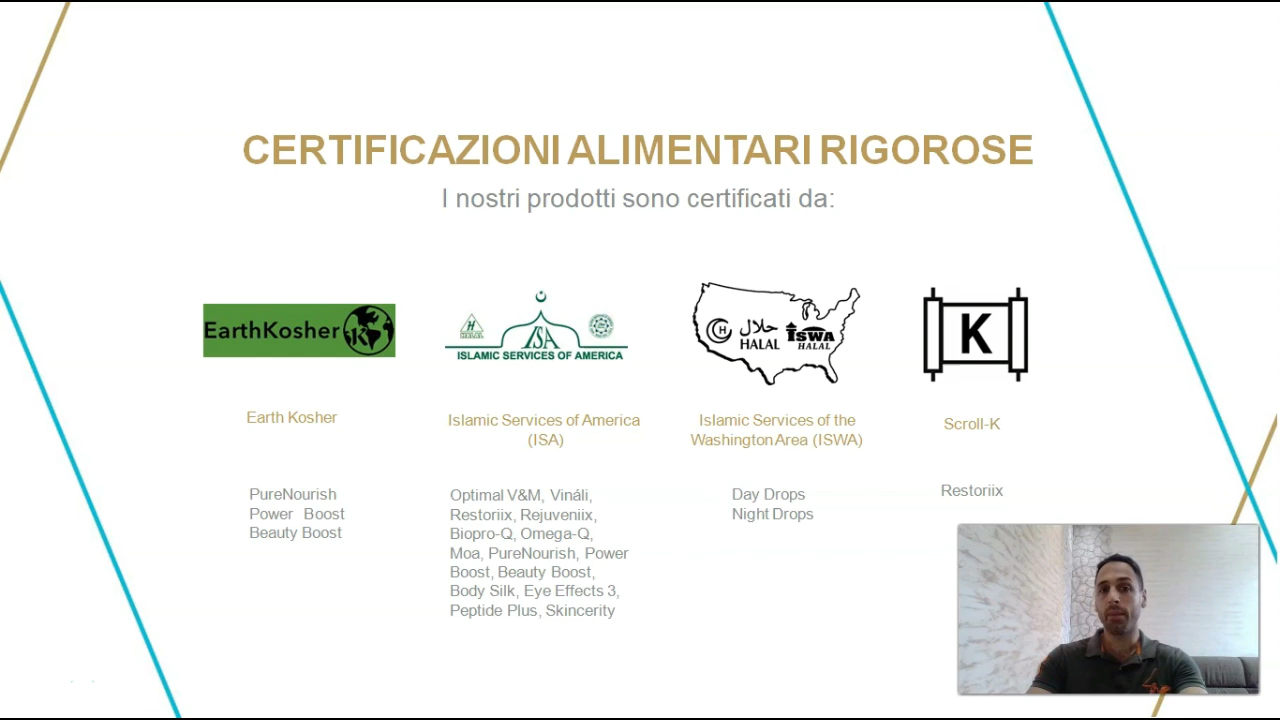 CERTIFICAZIONI ALIMENTARI RIGOROSE
I nostri prodotti sono certificati da:
EarthKosher K
H
ISA
ISLAMIC SERVICES OF AMERICA
H حلال ISWA
HALAL HALAL
K
Earth Kosher
Islamic Services of America
(ISA)
Islamic Services of the
Washington Area (ISWA)
Scroll-K
PureNourish
Power Boost
Beauty Boost
Optimal V&M, Vináli,
Restoriix, Rejuveniix,
Biopro-Q, Omega-Q,
Moa, PureNourish, Power
Boost, Beauty Boost,
Body Silk, Eye Effects 3,
Peptide Plus, Skincerity
Day Drops
Night Drops
Restoriix